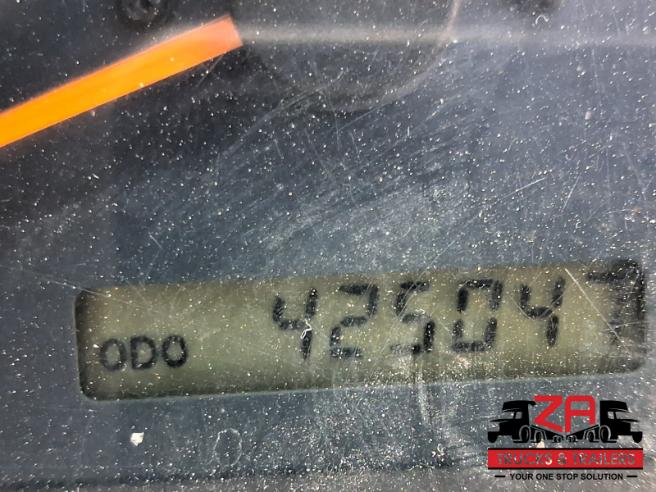 ODO 425047
ZA
TRUCKS & TRAILERS
- YOUR ONE STOP SOLUTION -